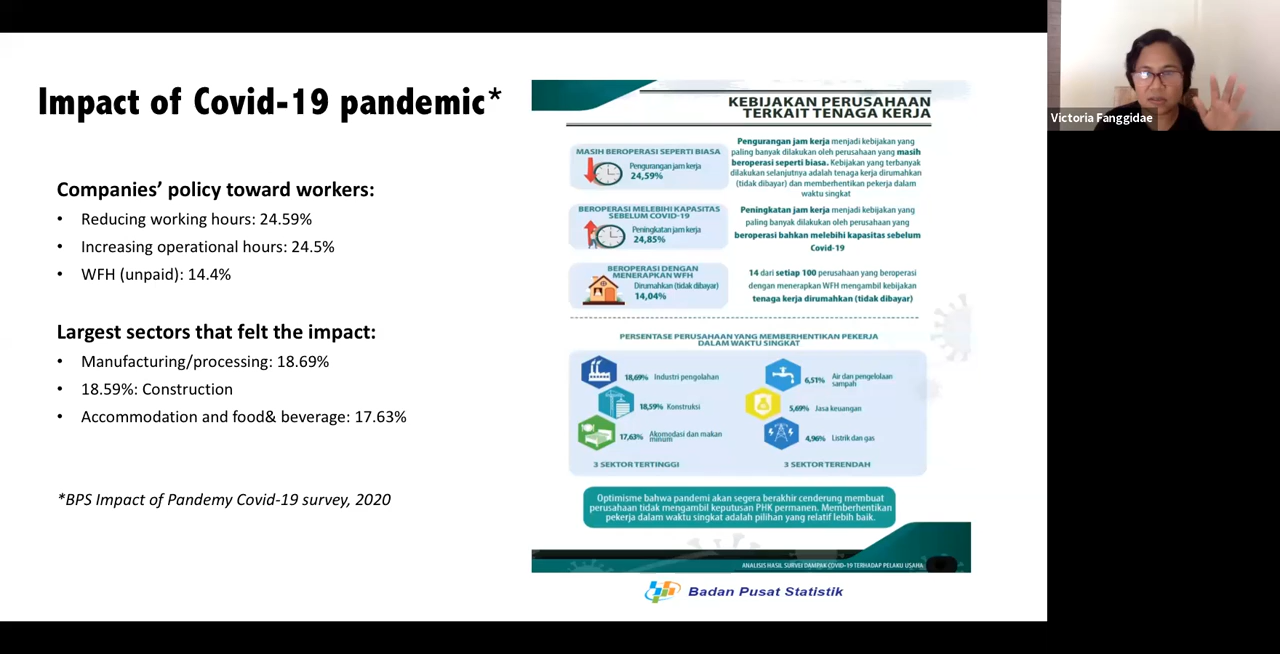 Impact of Covid-19 pandemic*
Companies’ policy toward workers:
• Reducing working hours: 24.59%
• Increasing operational hours: 24.5%
• WFH (unpaid): 14.4%
Largest sectors that felt the impact:
• Manufacturing/processing: 18.69%
• 18.59%: Construction
• Accommodation and food& beverage: 17.63%
*BPS Impact of Pandemy Covid-19 survey, 2020
KEBIJAKAN PERUSAHAAN
TERKAIT TENAGA KERJA
MASIH BEROPERASI SEPERTI BIASA
Pengurangan jam kerja
24,59%
Pengurangan jam kerja menjadi kebijakan yang
paling banyak dilakukan oleh perusahaan yang masih
beroperasi seperti biasa. Kebijakan yang terbanyak
dilakukan selanjutnya adalah tenaga kerja dirumahkan
(tidak dibayar) dan memberhentikan pekerja dalam
waktu singkat
BEROPERASI MELEBIHI KAPASITAS
SEBELUM COVID-19
Peningkatan jam kerja
24,85%
Peningkatan jam kerja menjadi kebijakan yang
paling banyak dilakukan oleh perusahaan yang
beroperasi bahkan melebihi kapasitas sebelum
Covid-19
BEROPERASI DENGAN
MENERAPKAN WFH
Dirumahkan (tidak dibayar)
14,04%
14 dari setiap 100 perusahaan yang beroperasi
dengan menerapkan WFH mengambil kebijakan
tenaga kerja dirumahkan (tidak dibayar)
PERSENTASE PERUSAHAAN YANG MEMBERHENTIKAN PEKERJA
DALAM WAKTU SINGKAT
18,69% Industri pengolahan
18,59% Konstruksi
17,63% Akomodasi dan makan
minum
3 SEKTOR TERTINGGI
6,51% Air dan pengelolaan
sampah
5,69% Jasa keuangan
4,96% Listrik dan gas
3 SEKTOR TERENDAH
Optimisme bahwa pandemi akan segera berakhir cenderung membuat
perusahaan tidak mengambil keputusan PHK permanen. Memberhentikan
pekerja dalam waktu singkat adalah pilihan yang relatif lebih baik.
ANALISIS HASIL SURVEI DAMPAK COVID-19 TERHADAP PELAKU USAHA
Badan Pusat Statistik
Victoria Fanggidae